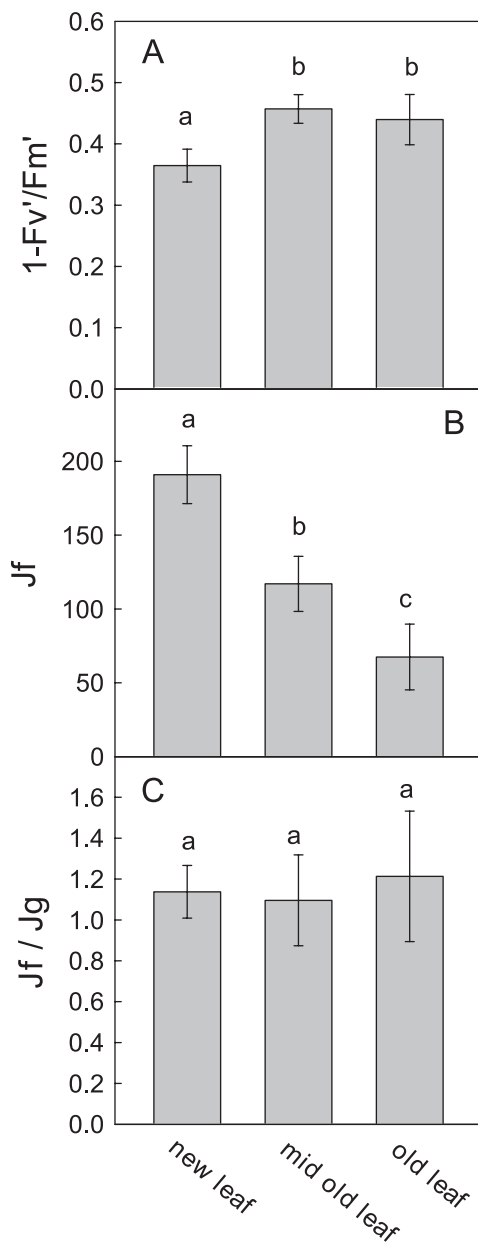 0.6
A
b
b
0.5
a
0.4
0.3
0.2
0.1
0.0
1-Fv'/Fm'
a
B
200
b
150
c
100
50
0
Jf
C
a
1.6
a
a
1.4
1.2
1.0
0.8
0.6
0.4
0.2
0.0
Jf / Jg
new leaf
mid old leaf
old leaf